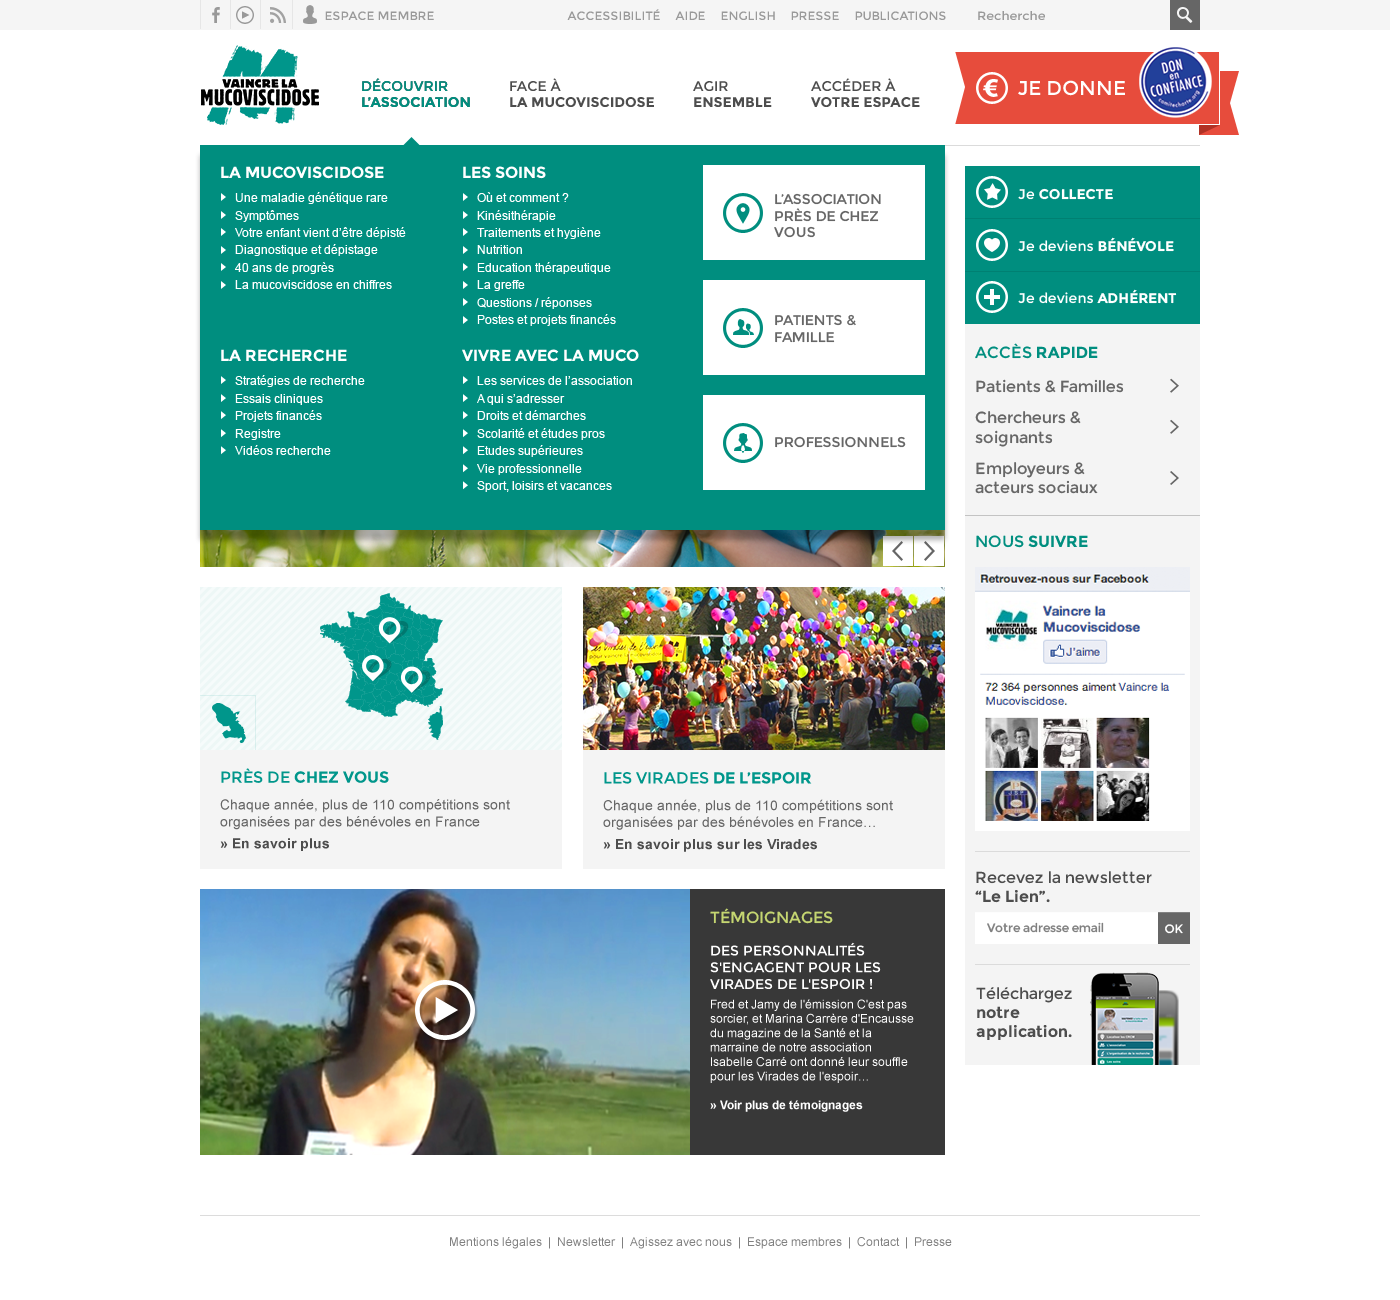 ESPACE MEMBRE
ACCESSIBILITÉ AIDE ENGLISH PRESSE PUBLICATIONS
Recherche
VAINCRE LA
MUCOVISCIDOSE
DÉCOUVRIR
L’ASSOCIATION
FACE À
LA MUCOVISCIDOSE
AGIR
ENSEMBLE
ACCÉDER À
VOTRE ESPACE
€ JE DONNE
DON
en
CONFIANCE
comitecharte.org
LA MUCOVISCIDOSE
Une maladie génétique rare
Symptômes
Votre enfant vient d’être dépisté
Diagnostique et dépistage
40 ans de progrès
La mucoviscidose en chiffres
LES SOINS
Où et comment ?
Kinésithérapie
Traitements et hygiène
Nutrition
Education thérapeutique
La greffe
Questions / réponses
Postes et projets financés
LA RECHERCHE
Stratégies de recherche
Essais cliniques
Projets financés
Registre
Vidéos recherche
VIVRE AVEC LA MUCO
Les services de l’association
A qui s’adresser
Droits et démarches
Scolarité et études pros
Etudes supérieures
Vie professionnelle
Sport, loisirs et vacances
L’ASSOCIATION
PRÈS DE CHEZ
VOUS
PATIENTS &
FAMILLE
PROFESSIONNELS
Je COLLECTE
Je deviens BÉNÉVOLE
Je deviens ADHÉRENT
ACCÈS RAPIDE
Patients & Familles
Chercheurs &
soignants
Employeurs &
acteurs sociaux
NOUS SUIVRE
Retrouvez-nous sur Facebook
VAINCRE LA
MUCOVISCIDOSE
Vaincre la
Mucoviscidose
J'aime
72 364 personnes aiment Vaincre la
Mucoviscidose.
PRÈS DE CHEZ VOUS
Chaque année, plus de 110 compétitions sont
organisées par des bénévoles en France
» En savoir plus
LES VIRADES DE L’ESPOIR
Chaque année, plus de 110 compétitions sont
organisées par des bénévoles en France…
» En savoir plus sur les Virades
TÉMOIGNAGES
DES PERSONNALITÉS
S'ENGAGENT POUR LES
VIRADES DE L'ESPOIR !
Fred et Jamy de l'émission C'est pas
sorcier, et Marina Carrère d'Encausse
du magazine de la Santé et la
marraine de notre association
Isabelle Carré ont donné leur souffle
pour les Virades de l'espoir…
» Voir plus de témoignages
Recevez la newsletter
“Le Lien”.
Votre adresse email OK
Téléchargez
notre
application.
Mentions légales | Newsletter | Agissez avec nous | Espace membres | Contact | Presse